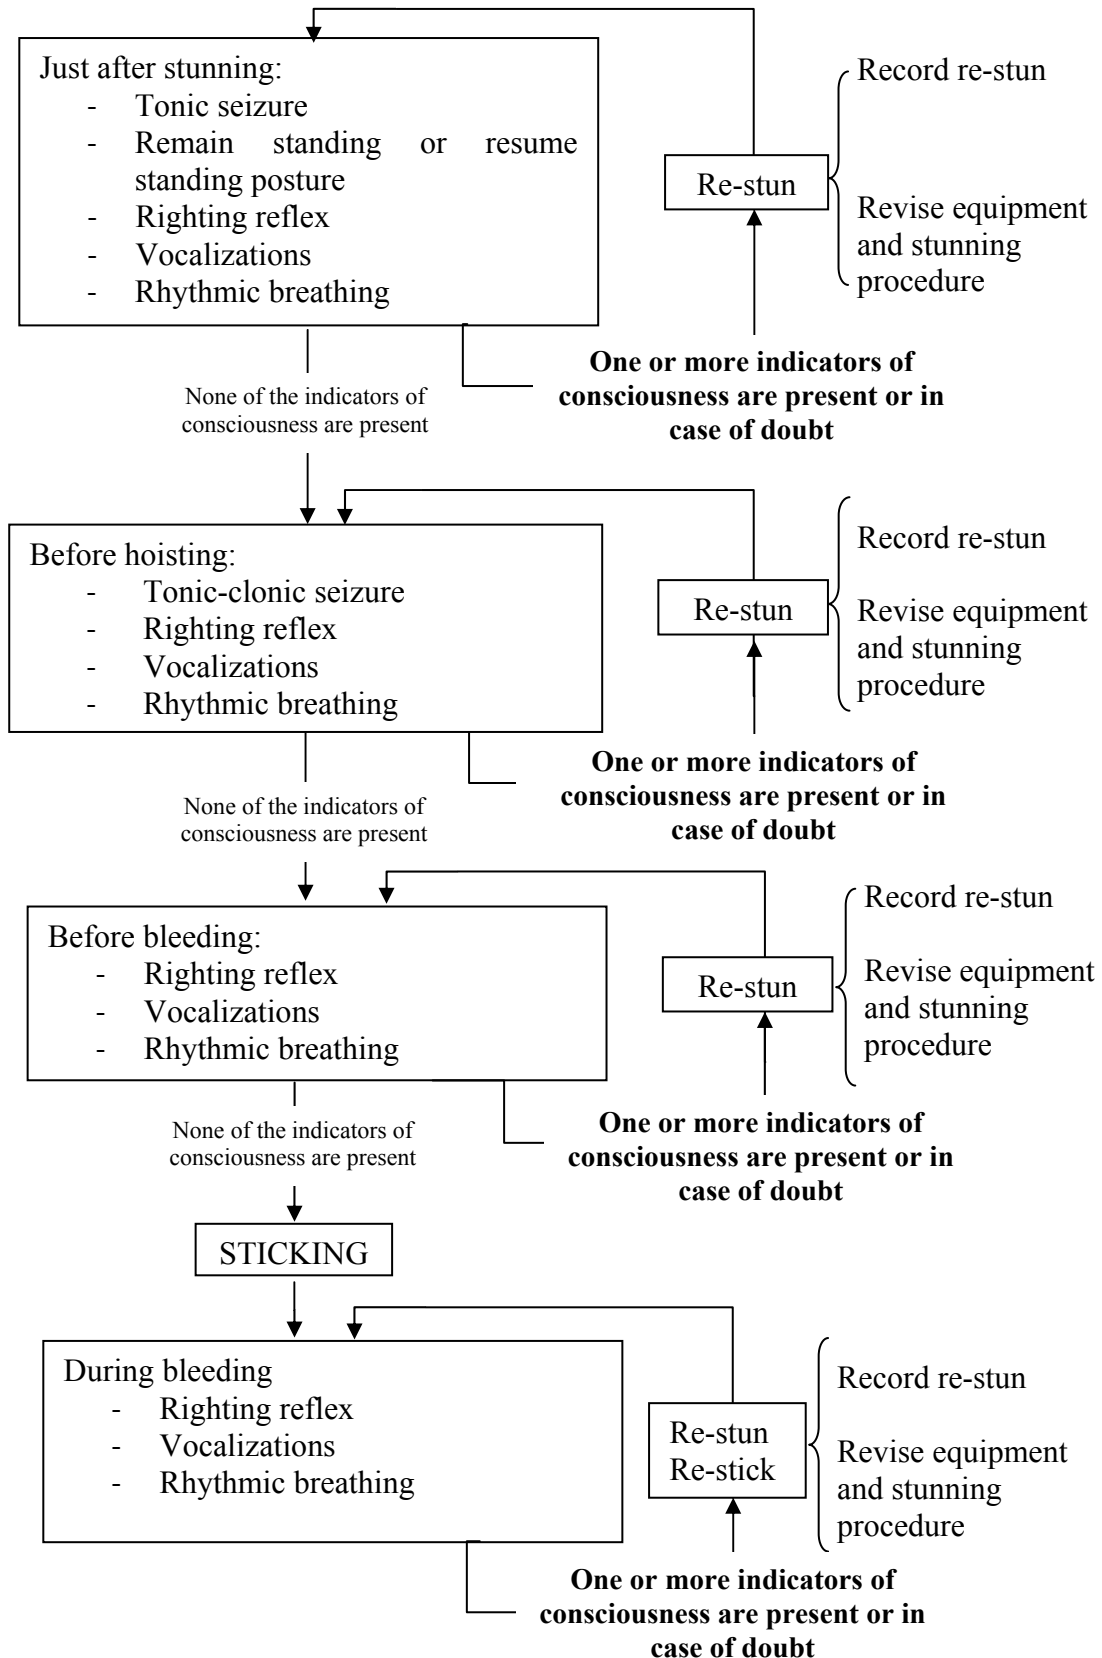 Just after stunning:
- Tonic seizure
- Remain standing or resume
standing posture
- Righting reflex
- Vocalizations
- Rhythmic breathing
Re-stun
Record re-stun
Revise equipment
and stunning
procedure
None of the indicators of
consciousness are present
One or more indicators of
consciousness are present or in
case of doubt
Before hoisting:
- Tonic-clonic seizure
- Righting reflex
- Vocalizations
- Rhythmic breathing
Re-stun
Record re-stun
Revise equipment
and stunning
procedure
None of the indicators of
consciousness are present
One or more indicators of
consciousness are present or in
case of doubt
Before bleeding:
- Righting reflex
- Vocalizations
- Rhythmic breathing
Re-stun
Record re-stun
Revise equipment
and stunning
procedure
None of the indicators of
consciousness are present
One or more indicators of
consciousness are present or in
case of doubt
STICKING
During bleeding
- Righting reflex
- Vocalizations
- Rhythmic breathing
Re-stun
Re-stick
Record re-stun
Revise equipment
and stunning
procedure
One or more indicators of
consciousness are present or in
case of doubt